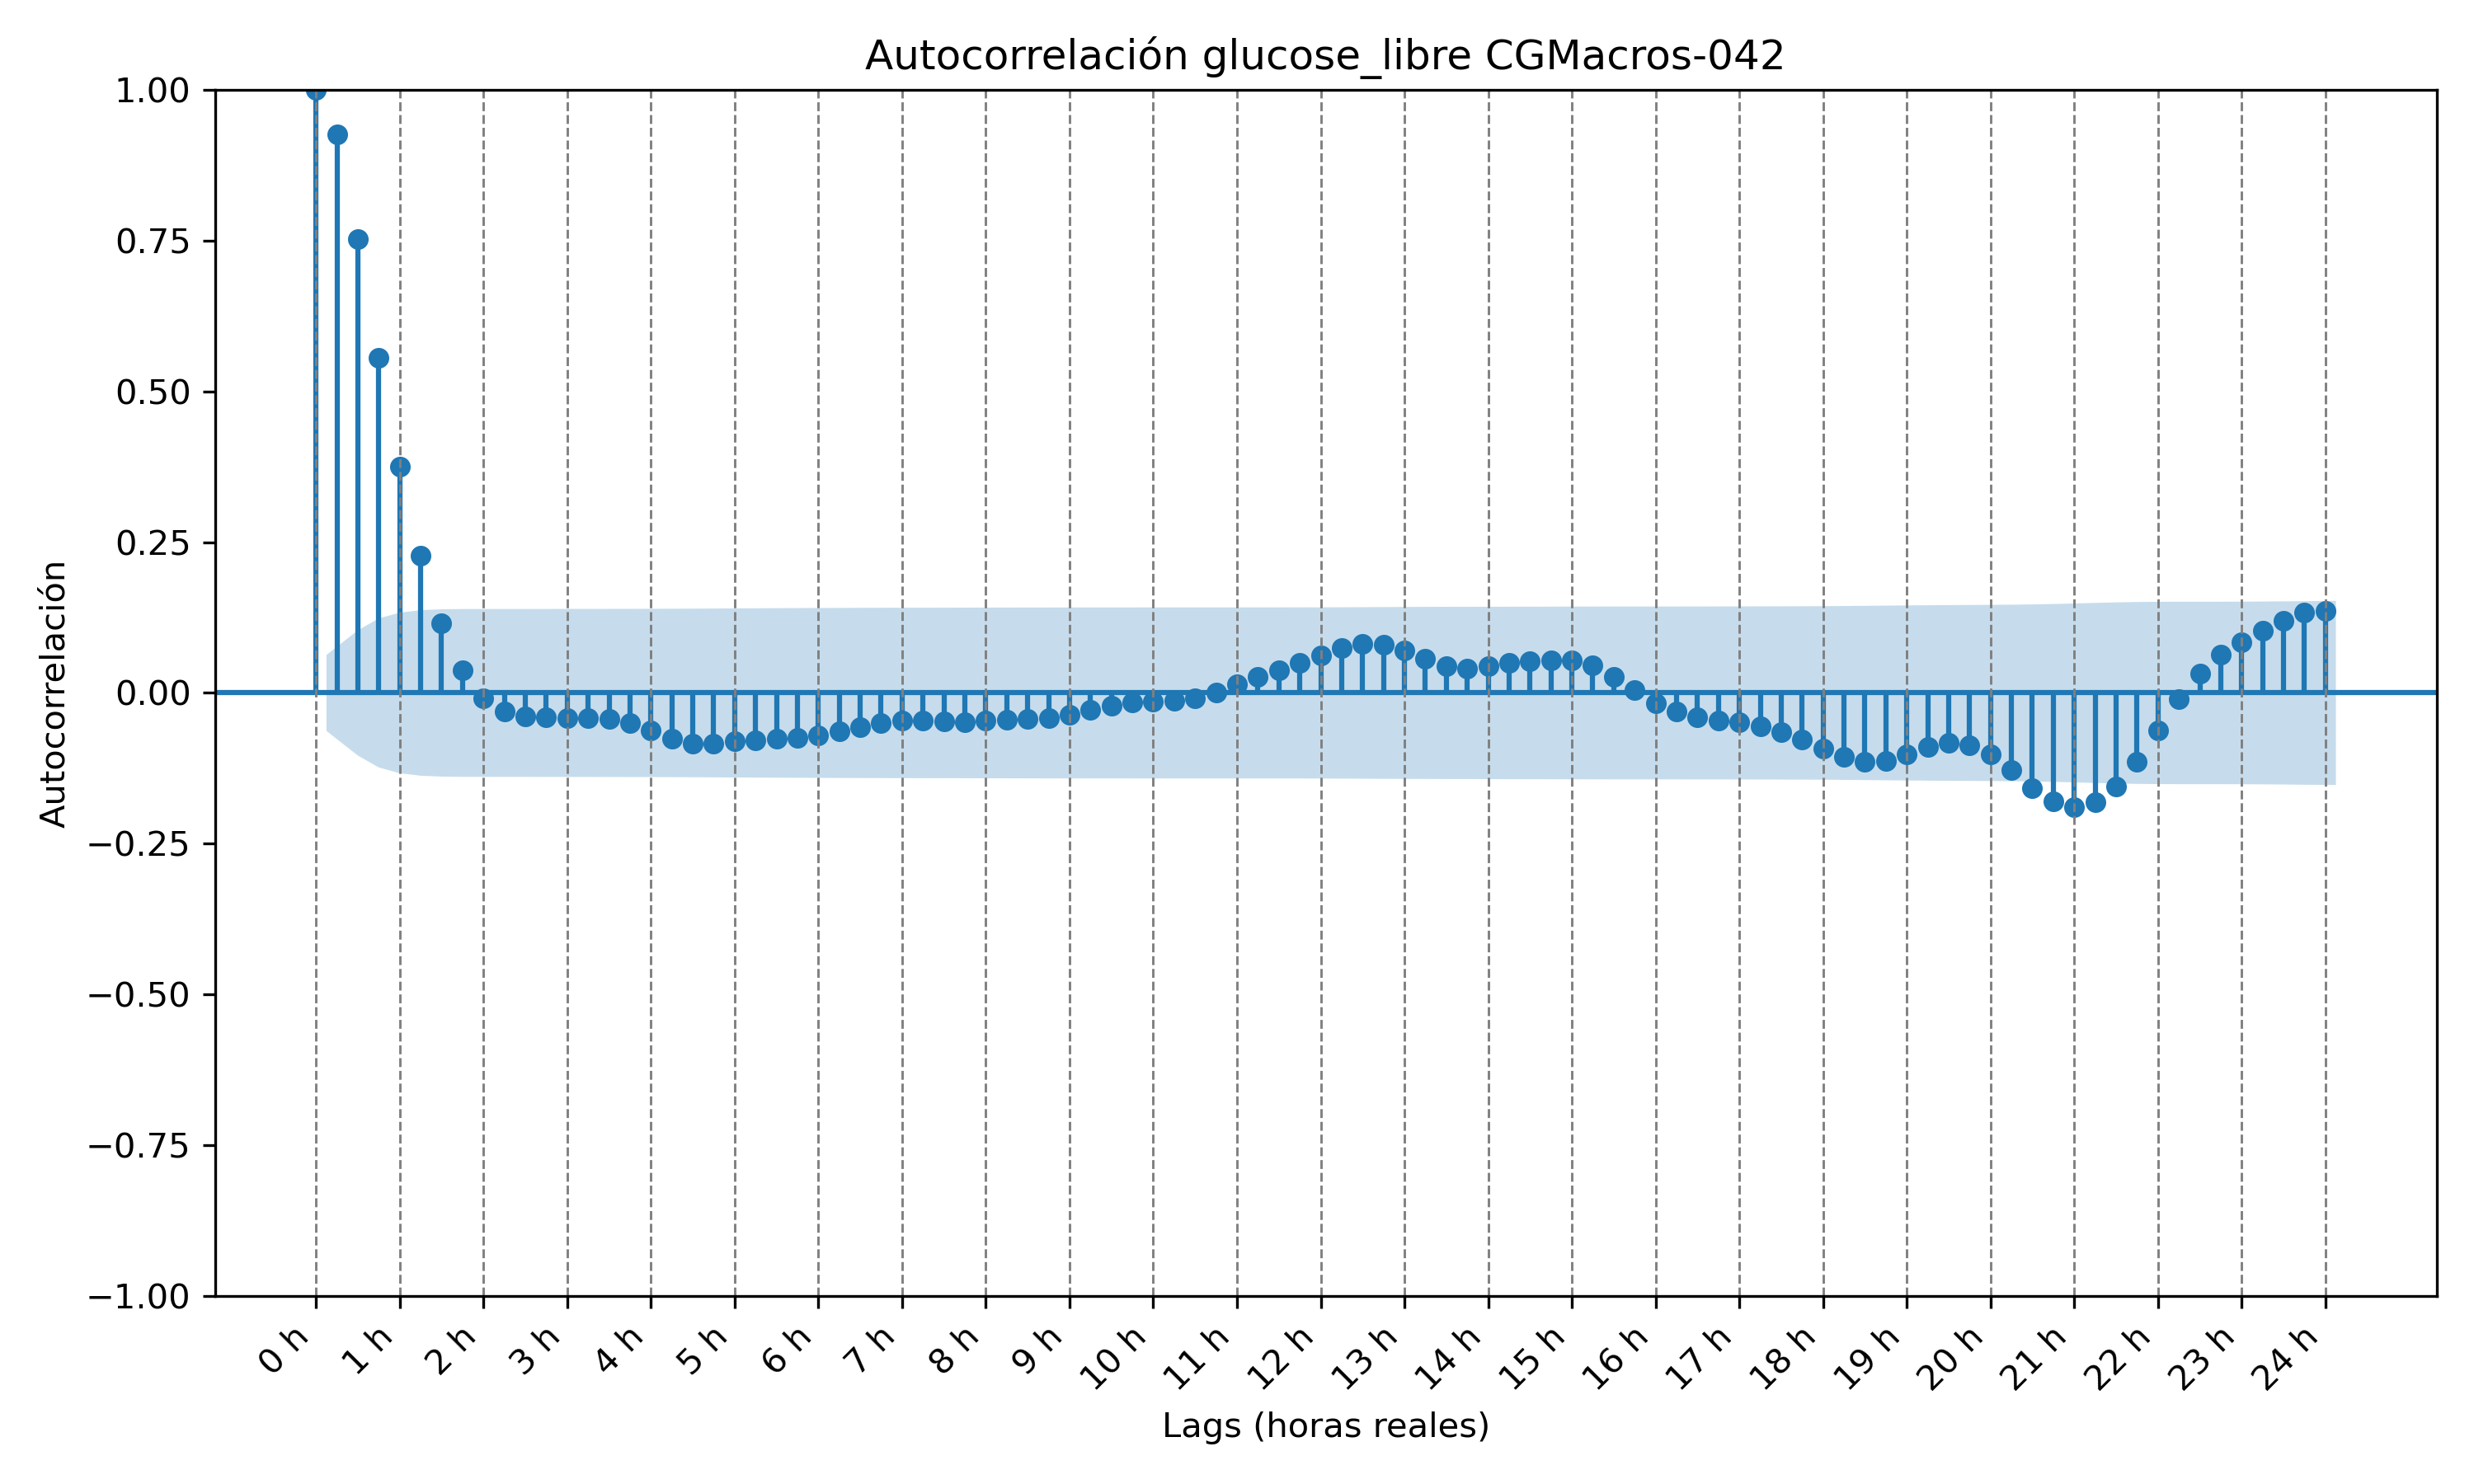 Autocorrelación glucose_libre CGMacros-042
1.00
0.75
0.50
0.25
0.00
−0.25
−0.50
−0.75
−1.00
Autocorrelación
0 h
1 h
2 h
3 h
4 h
5 h
6 h
7 h
8 h
9 h
10 h
11 h
12 h
13 h
14 h
15 h
16 h
17 h
18 h
19 h
20 h
21 h
22 h
23 h
24 h
Lags (horas reales)